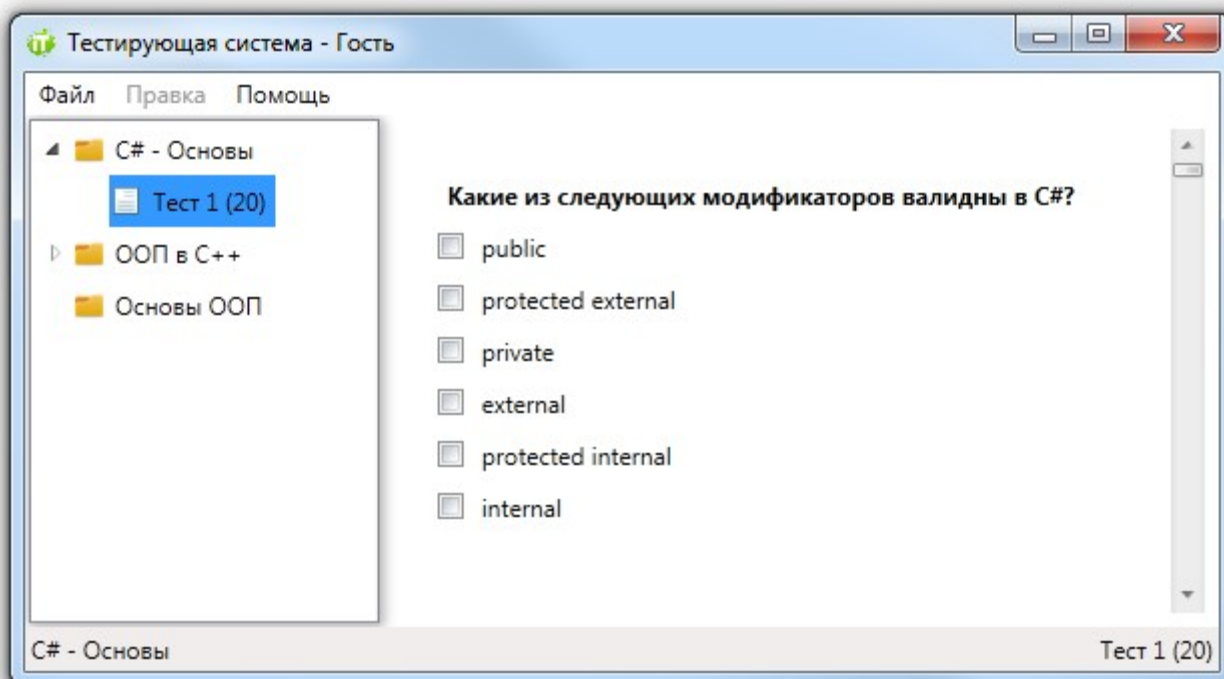 Тестирующая система - Гость
Файл Правка Помощь
C# - Основы
Тест 1 (20)
ООП в C++
Основы ООП
Какие из следующих модификаторов валидны в C#?
public
protected external
private
external
protected internal
internal
C# - Основы
Тест 1 (20)